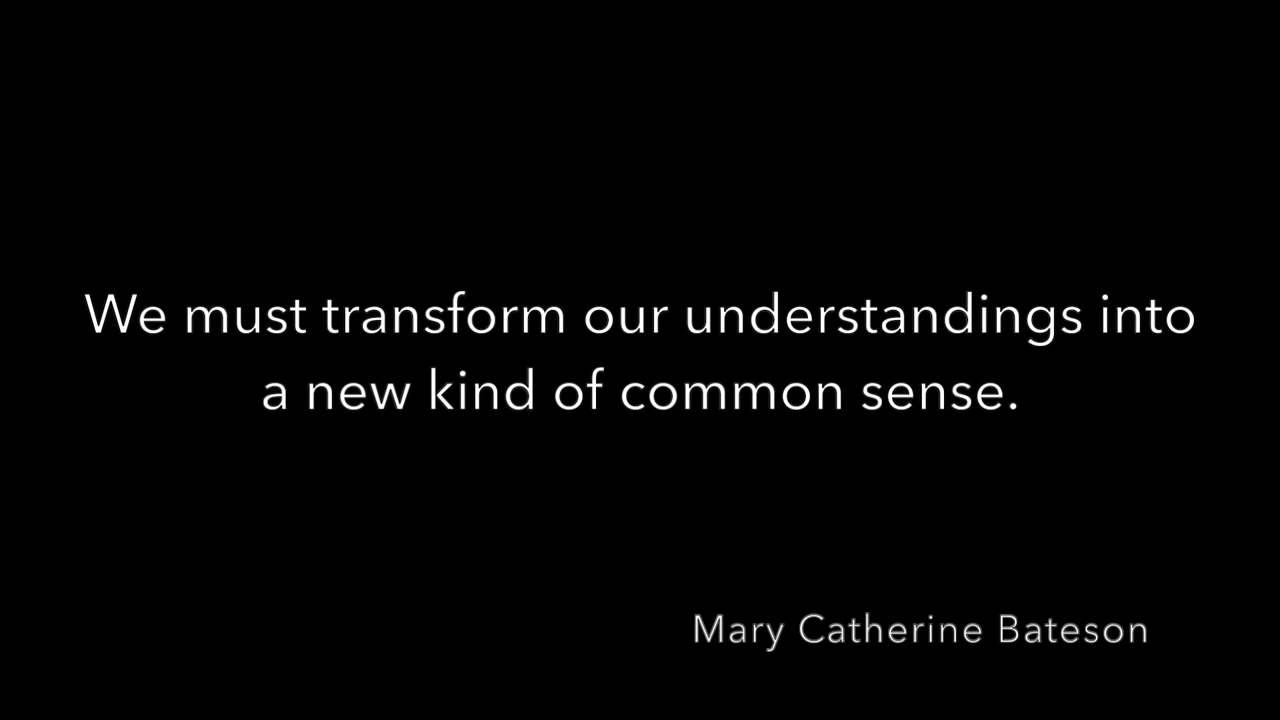 We must transform our understandings into
a new kind of common sense.
Mary Catherine Bateson